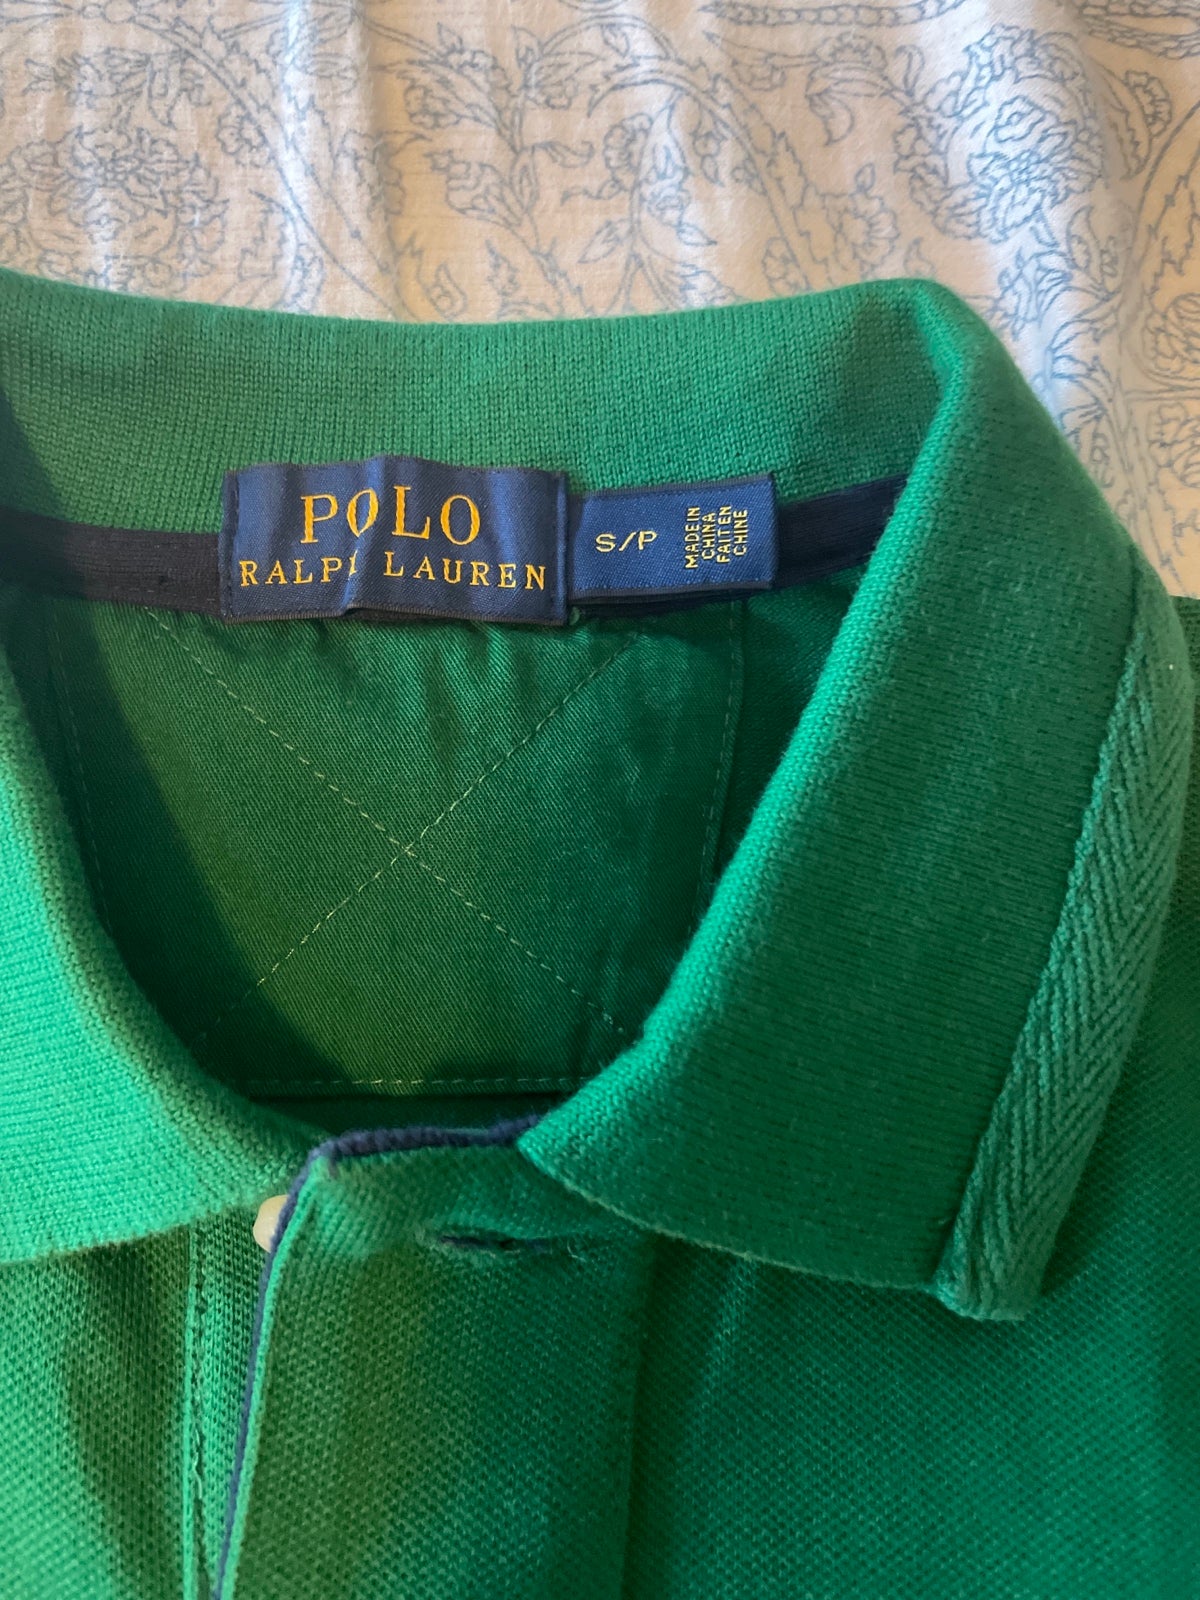 POLO
RALPH LAUREN
S/P
MADE IN
CHINA
FAIT EN
CHINE